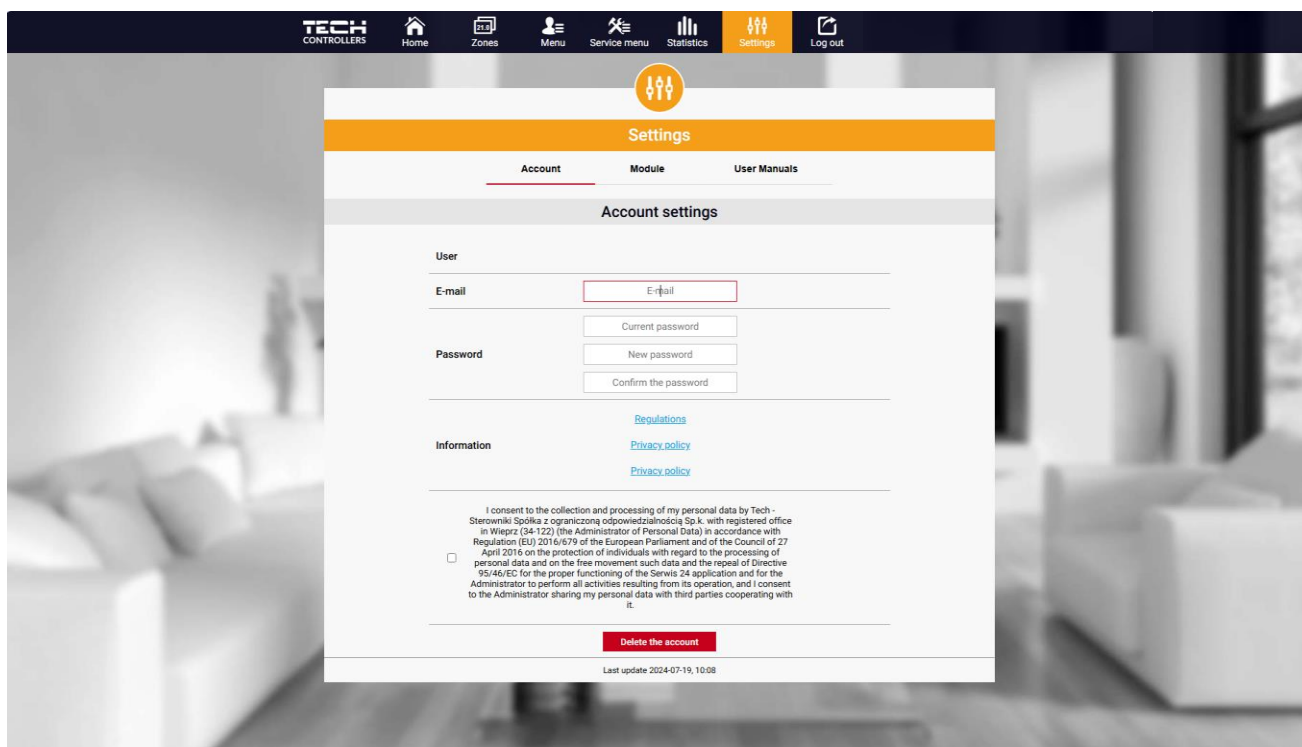 TECH
CONTROLLERS
Home
21.0
Zones
Menu
Service menu
Statistics
Settings
Log out
Settings
Account Module User Manuals
Account settings
User
E-mail E-mail
Current password
Password New password
Confirm the password
Regulations
Information Privacy policy
Privacy policy
I consent to the collection and processing of my personal data by Tech -
Sterowniki Spółka z ograniczoną odpowiedzialnością Sp.k. with registered office
in Wieprz (34-122) (the Administrator of Personal Data) in accordance with
Regulation (EU) 2016/679 of the European Parliament and of the Council of 27
April 2016 on the protection of individuals with regard to the processing of
personal data and on the free movement such data and the repeal of Directive
95/46/EC for the proper functioning of the Serwis 24 application and for the
Administrator to perform all activities resulting from its operation, and I consent
to the Administrator sharing my personal data with third parties cooperating with
it.
Delete the account
Last update 2024-07-19, 10:08